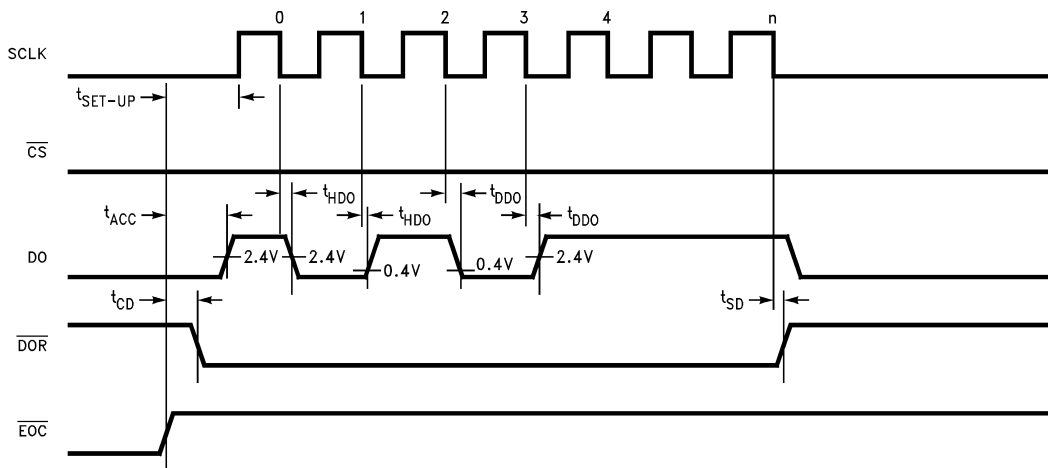 0 1 2 3 4 n
SCLK
tSET-UP
CS
tHDO tDDO
tACC tHDO tDDO
DO 2.4V 2.4V 0.4V 0.4V 2.4V
tCD tSD
DOR
EOC